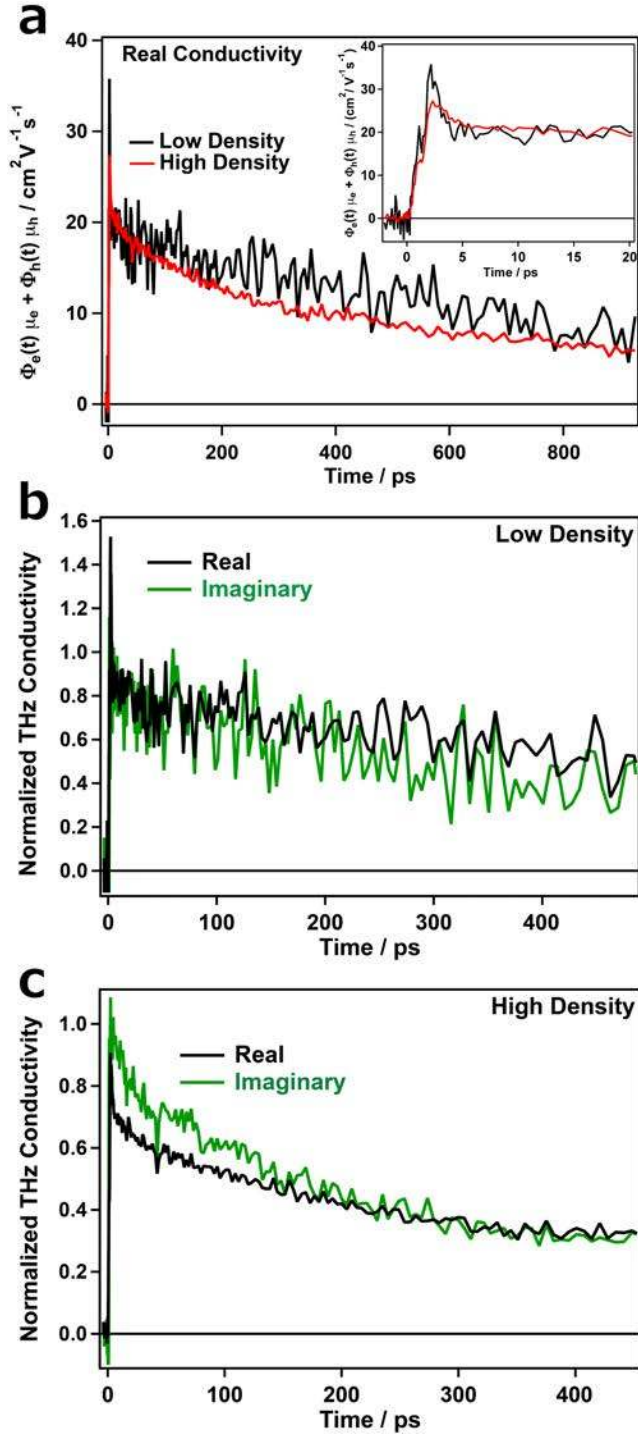 a
Real Conductivity
Low Density
High Density
40
30
20
10
0
Φe(t) μe + Φh(t) μh / cm²V⁻¹s⁻¹
0
200
400
600
800
Time / ps
40
30
20
10
0
Φe(t) μe + Φh(t) μh / (cm²/ V⁻¹s⁻¹)
0
5
10
15
20
Time / ps
b
Low Density
Real
Imaginary
1.6
1.4
1.2
1.0
0.8
0.6
0.4
0.2
0.0
Normalized THz Conductivity
0
100
200
300
400
Time / ps
c
High Density
Real
Imaginary
1.0
0.8
0.6
0.4
0.2
0.0
Normalized THz Conductivity
0
100
200
300
400
Time / ps